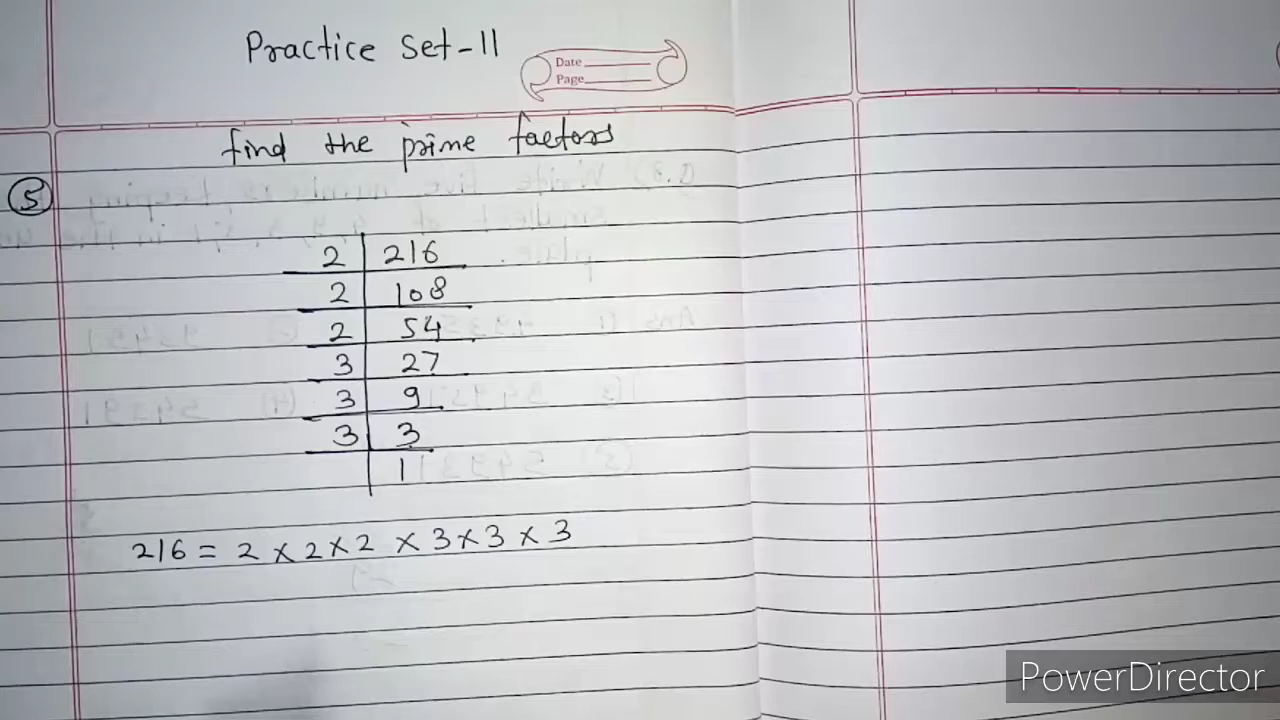 Practice Set-11
Date
Page
find the prime factors
5
2 | 216
2 | 108
2 | 54
3 | 27
3 | 9
3 | 3
| 1
216 = 2 × 2 × 2 × 3 × 3 × 3
PowerDirector